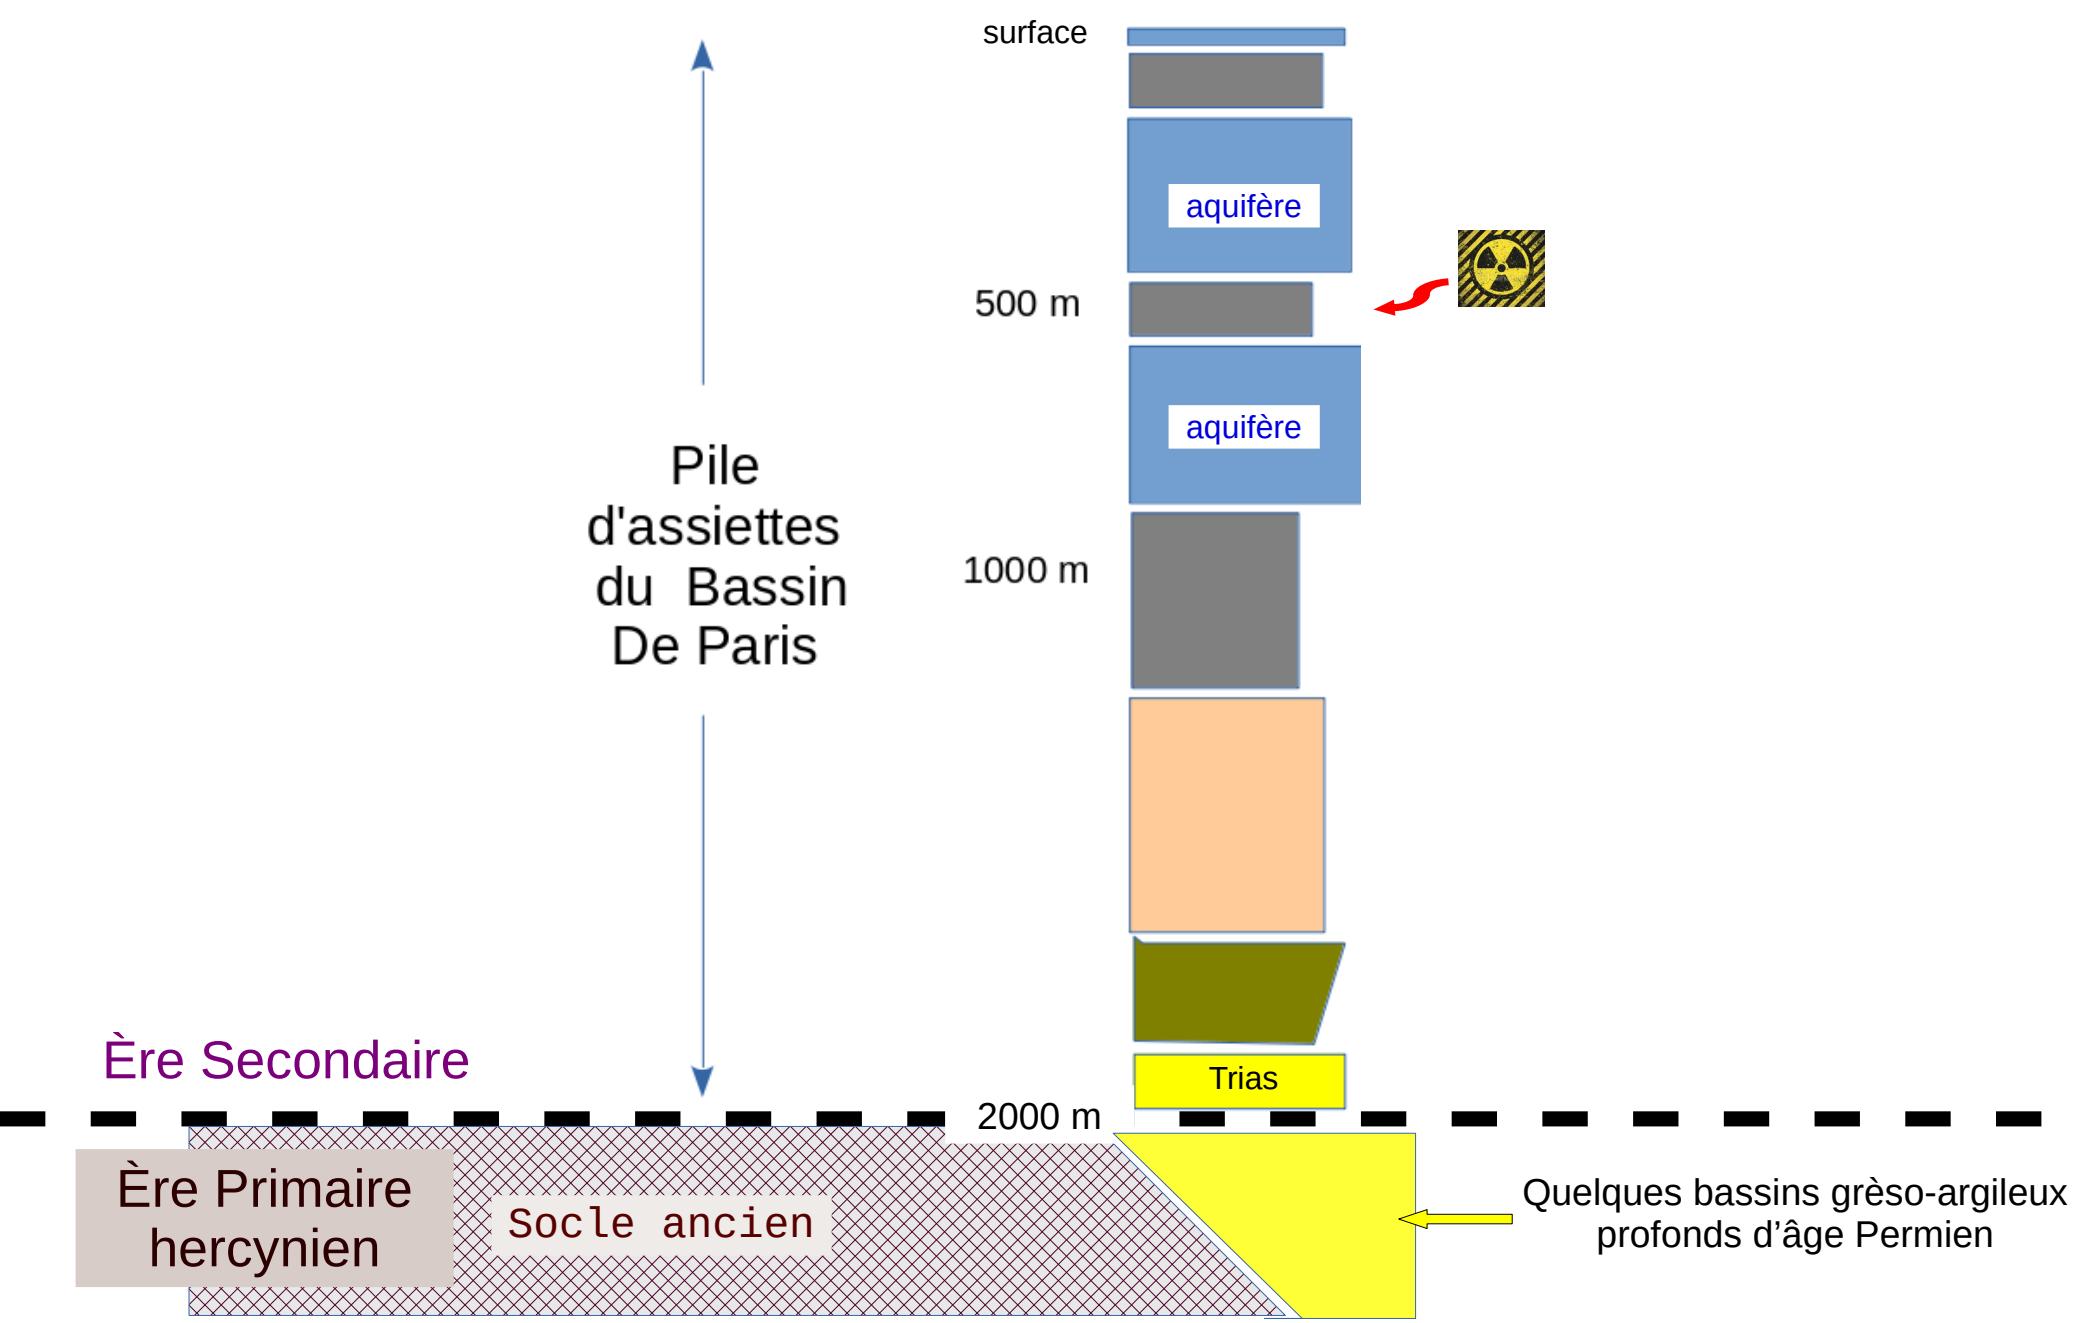 surface
aquifère
500 m
aquifère
Pile
d'assiettes
du Bassin
De Paris
1000 m
Ère Secondaire
Trias
2000 m
Ère Primaire
hercynien
Socle ancien
Quelques bassins grèso-argileux
profonds d’âge Permien